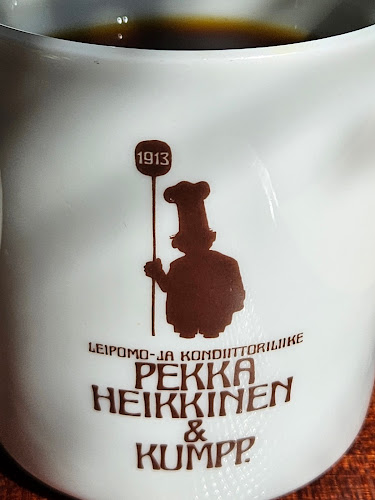 1913
LEIPOMO-JA KONDIITTORILIIKE
PEKKA
HEIKKINEN
&
KUMPP.